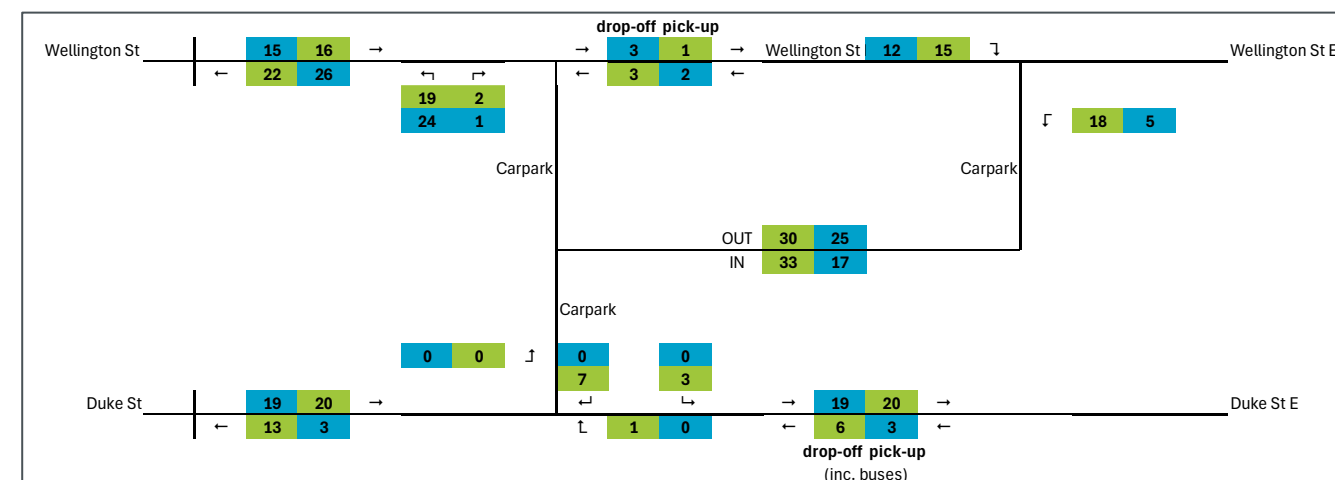 drop-off pick-up
Wellington St 15 16 → → 3 1 → Wellington St 12 15 ↴ Wellington St E
← 22 26 ↰ ↱ ← 3 2 ←
19 2
24 1 ↓ 18 5
Carpark Carpark
OUT 30 25
IN 33 17
Carpark
0 0 0 0
7 3
Duke St 19 20 → ↵ ↳ → 19 20 → Duke St E
← 13 3 1 0 ← 6 3 ←
drop-off pick-up
(inc. buses)